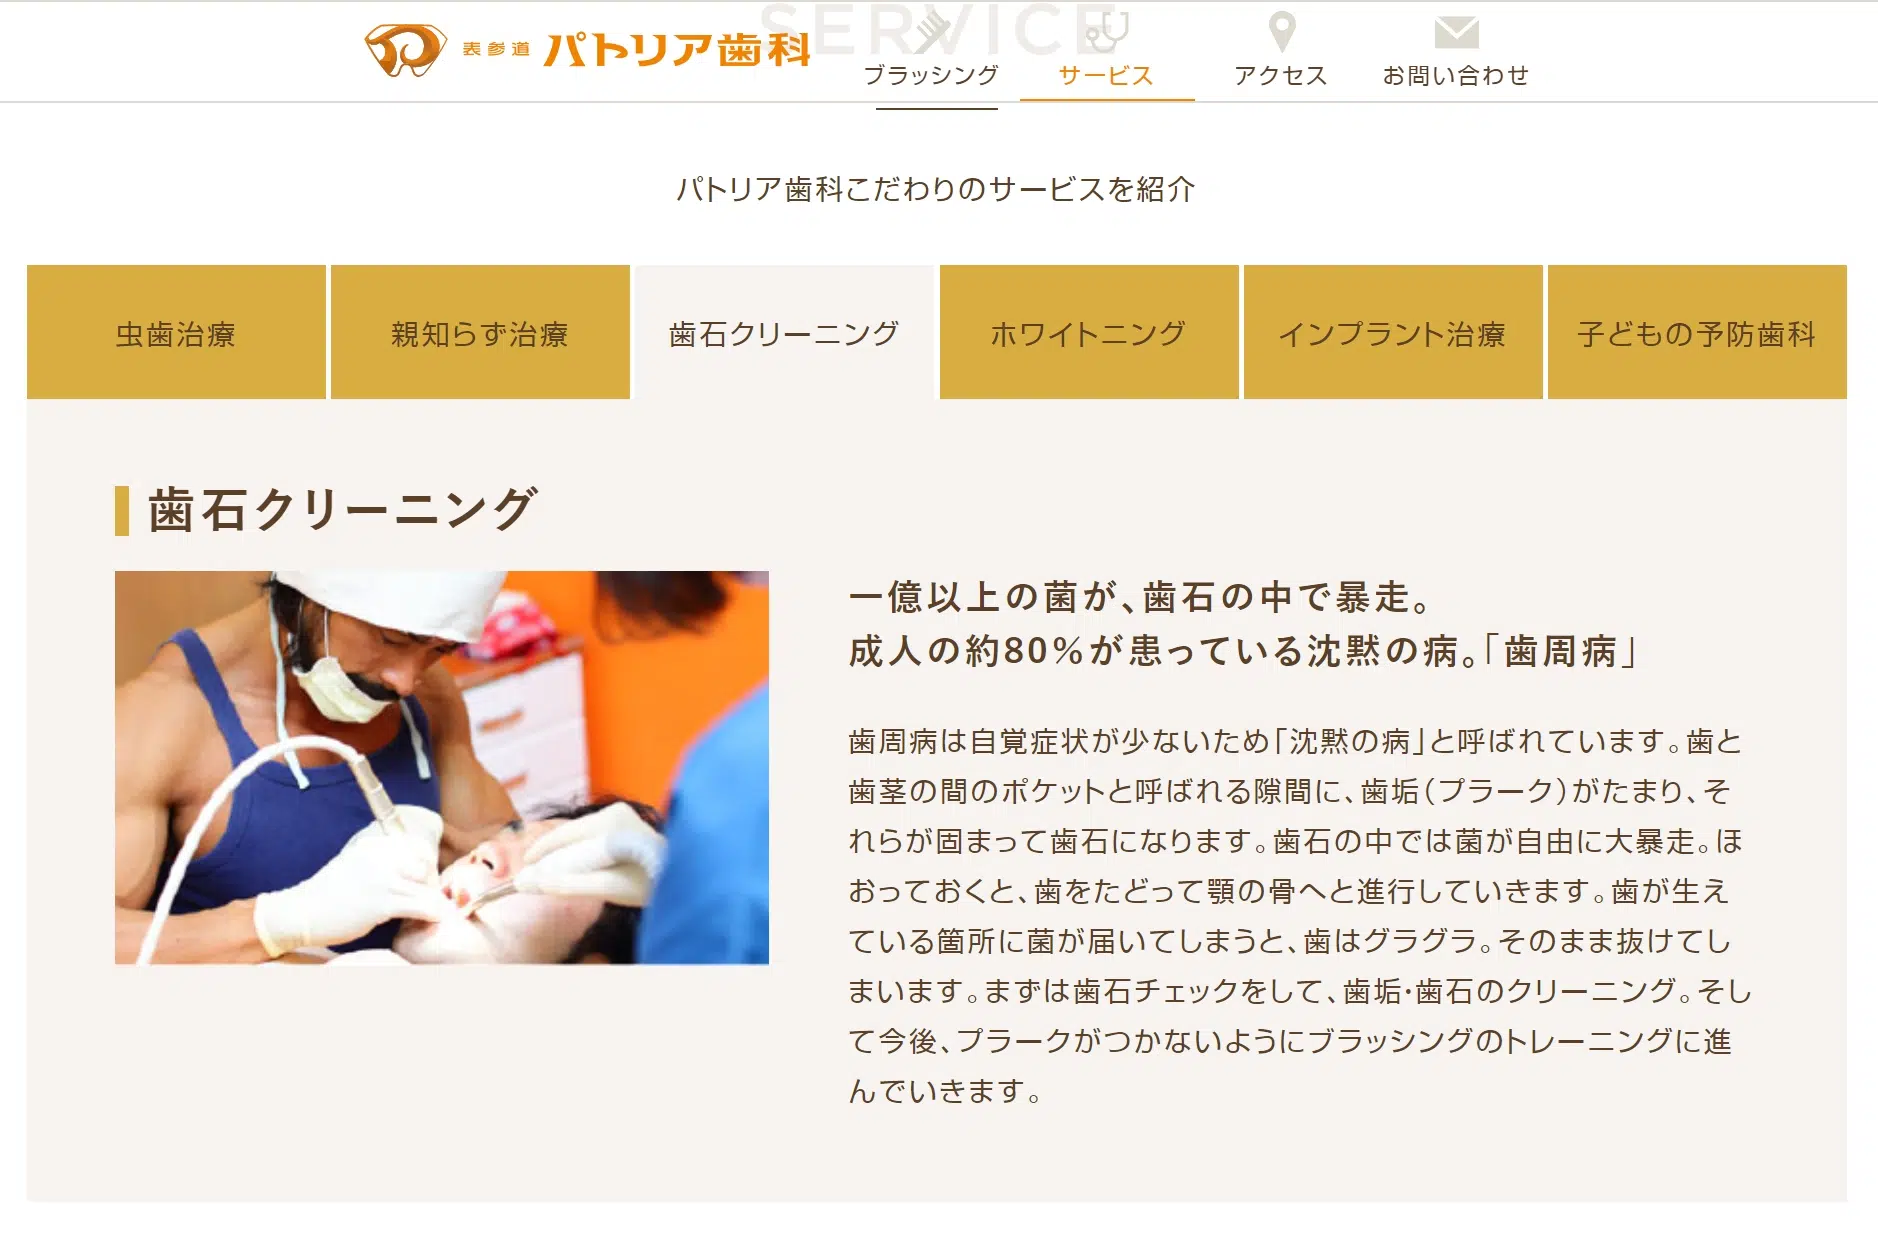 SERVICE
表参道 パトリア歯科
ブラッシング
サービス
アクセス
お問い合わせ
パトリア歯科こだわりのサービスを紹介
虫歯治療
親知らず治療
歯石クリーニング
ホワイトニング
インプラント治療
子どもの予防歯科
歯石クリーニング
一億以上の菌が、歯石の中で暴走。
成人の約80％が患っている沈黙の病。「歯周病」
歯周病は自覚症状が少ないため「沈黙の病」と呼ばれています。歯と
歯茎の間のポケットと呼ばれる隙間に、歯垢（プラーク）がたまり、そ
れらが固まって歯石になります。歯石の中では菌が自由に大暴走。ほ
おっておくと、歯をたどって顎の骨へと進行していきます。歯が生え
ている箇所に菌が届いてしまうと、歯はグラグラ。そのまま抜けてし
まいます。まずは歯石チェックをして、歯垢・歯石のクリーニング。そし
て今後、プラークがつかないようにブラッシングのトレーニングに進
んでいきます。